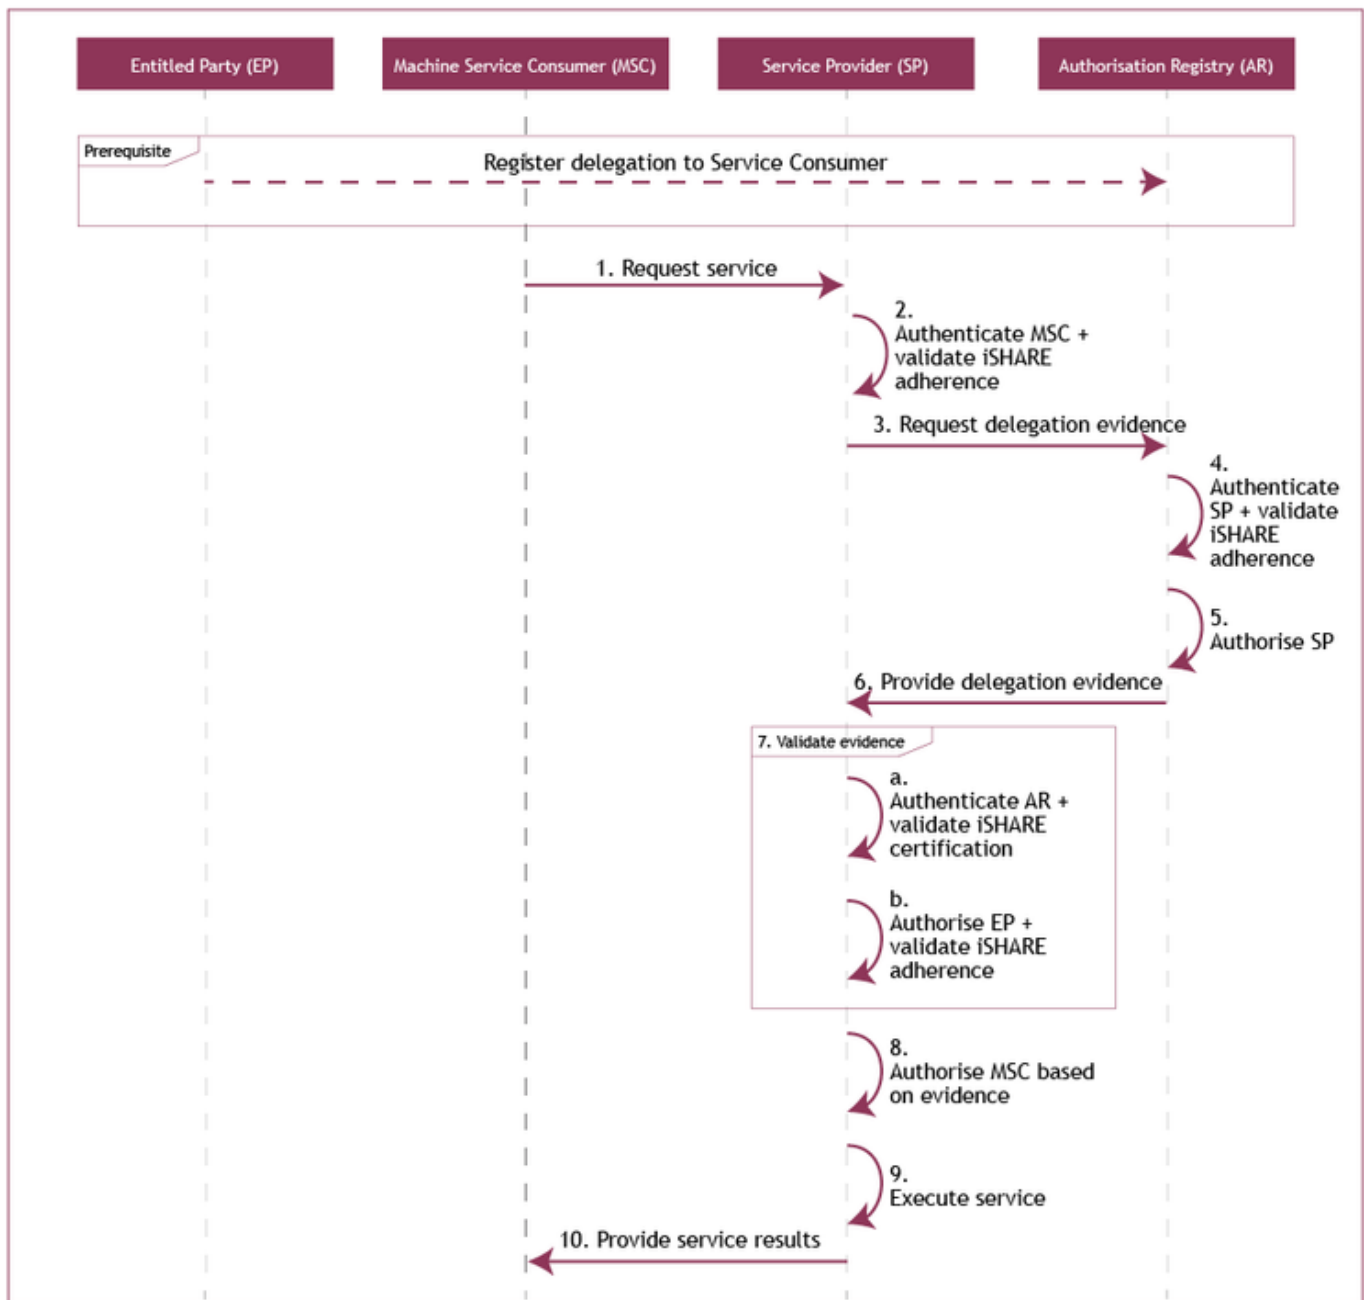 Entitled Party (EP)
Machine Service Consumer (MSC)
Service Provider (SP)
Authorisation Registry (AR)
Prerequisite
Register delegation to Service Consumer
1. Request service
2.
Authenticate MSC +
validate iSHARE
adherence
3. Request delegation evidence
4.
Authenticate
SP + validate
iSHARE
adherence
5.
Authorise SP
6. Provide delegation evidence
7. Validate evidence
a.
Authenticate AR +
validate iSHARE
certification
b.
Authorise EP +
validate iSHARE
adherence
8.
Authorise MSC based
on evidence
9.
Execute service
10. Provide service results